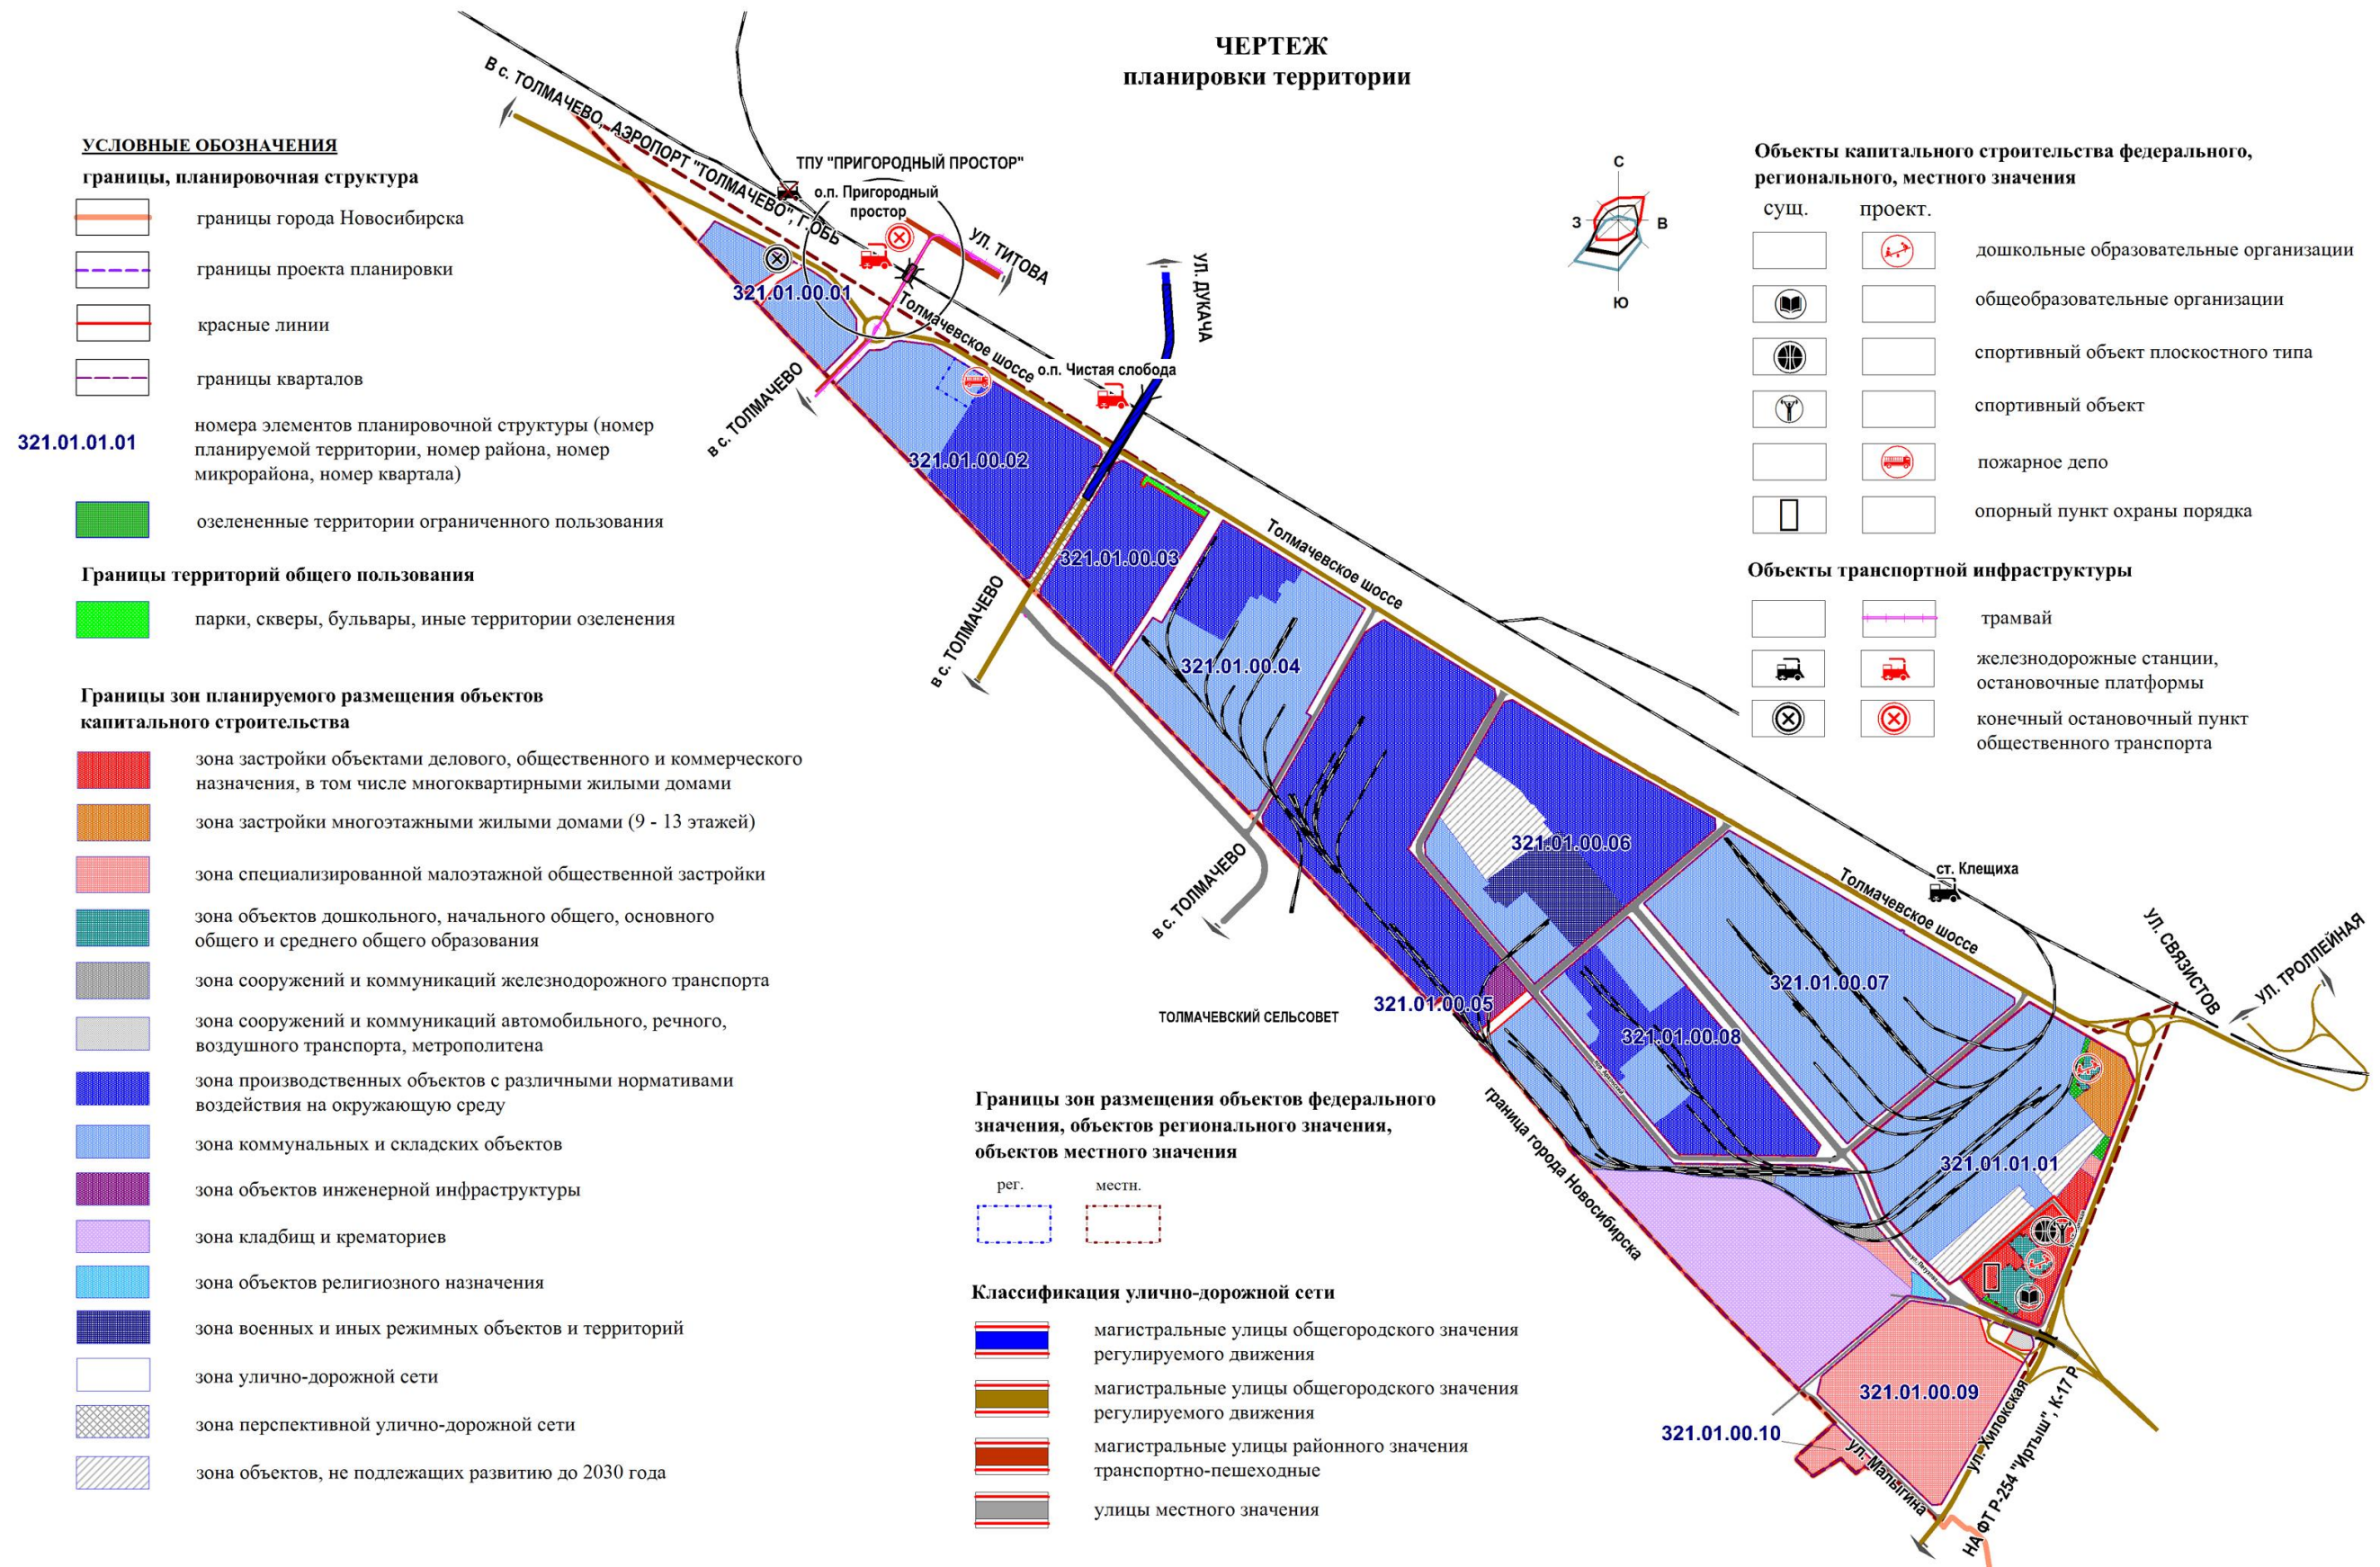 ЧЕРТЕЖ
планировки территории
УСЛОВНЫЕ ОБОЗНАЧЕНИЯ
границы, планировочная структура
границы города Новосибирска
границы проекта планировки
красные линии
границы кварталов
321.01.01.01
номера элементов планировочной структуры (номер
планируемой территории, номер района, номер
микрорайона, номер квартала)
озелененные территории ограниченного пользования
Границы территорий общего пользования
парки, скверы, бульвары, иные территории озеленения
Границы зон планируемого размещения объектов
капитального строительства
зона застройки объектами делового, общественного и коммерческого
назначения, в том числе многоквартирными жилыми домами
зона застройки многоэтажными жилыми домами (9 - 13 этажей)
зона специализированной малоэтажной общественной застройки
зона объектов дошкольного, начального общего, основного
общего и среднего общего образования
зона сооружений и коммуникаций железнодорожного транспорта
зона сооружений и коммуникаций автомобильного, речного,
воздушного транспорта, метрополитена
зона производственных объектов с различными нормативами
воздействия на окружающую среду
зона коммунальных и складских объектов
зона объектов инженерной инфраструктуры
зона кладбищ и крематориев
зона объектов религиозного назначения
зона военных и иных режимных объектов и территорий
зона улично-дорожной сети
зона перспективной улично-дорожной сети
зона объектов, не подлежащих развитию до 2030 года
В с. ТОЛМАЧЕВО, АЭРОПОРТ "ТОЛМАЧЕВО", Г.ОБЬ
ТПУ "ПРИГОРОДНЫЙ ПРОСТОР"
о.п. Пригородный
простор
УЛ. ТИТОВА
УЛ. ДУКАЧА
321.01.00.01
Толмачевское шоссе
о.п. Чистая слобода
в с. ТОЛМАЧЕВО
321.01.00.02
321.01.00.03
Толмачевское шоссе
в с. ТОЛМАЧЕВО
321.01.00.04
321.01.00.06
в с. ТОЛМАЧЕВО
ст. Клещиха
Толмачевское шоссе
УЛ. СВЯЗИСТОВ
УЛ. ТРОЛЛЕЙНАЯ
321.01.00.07
321.01.00.05
ТОЛМАЧЕВСКИЙ СЕЛЬСОВЕТ
321.01.00.08
граница города Новосибирска
321.01.01.01
321.01.00.09
321.01.00.10
ул. Малыгина
ул. Хилокская
НА ФТ Р-254 "Иртыш", К-17 Р
С
З
В
Ю
Границы зон размещения объектов федерального
значения, объектов регионального значения,
объектов местного значения
рег.
местн.
Классификация улично-дорожной сети
магистральные улицы общегородского значения
регулируемого движения
магистральные улицы общегородского значения
регулируемого движения
магистральные улицы районного значения
транспортно-пешеходные
улицы местного значения
Объекты капитального строительства федерального,
регионального, местного значения
сущ.
проект.
дошкольные образовательные организации
общеобразовательные организации
спортивный объект плоскостного типа
спортивный объект
пожарное депо
опорный пункт охраны порядка
Объекты транспортной инфраструктуры
трамвай
железнодорожные станции,
остановочные платформы
конечный остановочный пункт
общественного транспорта